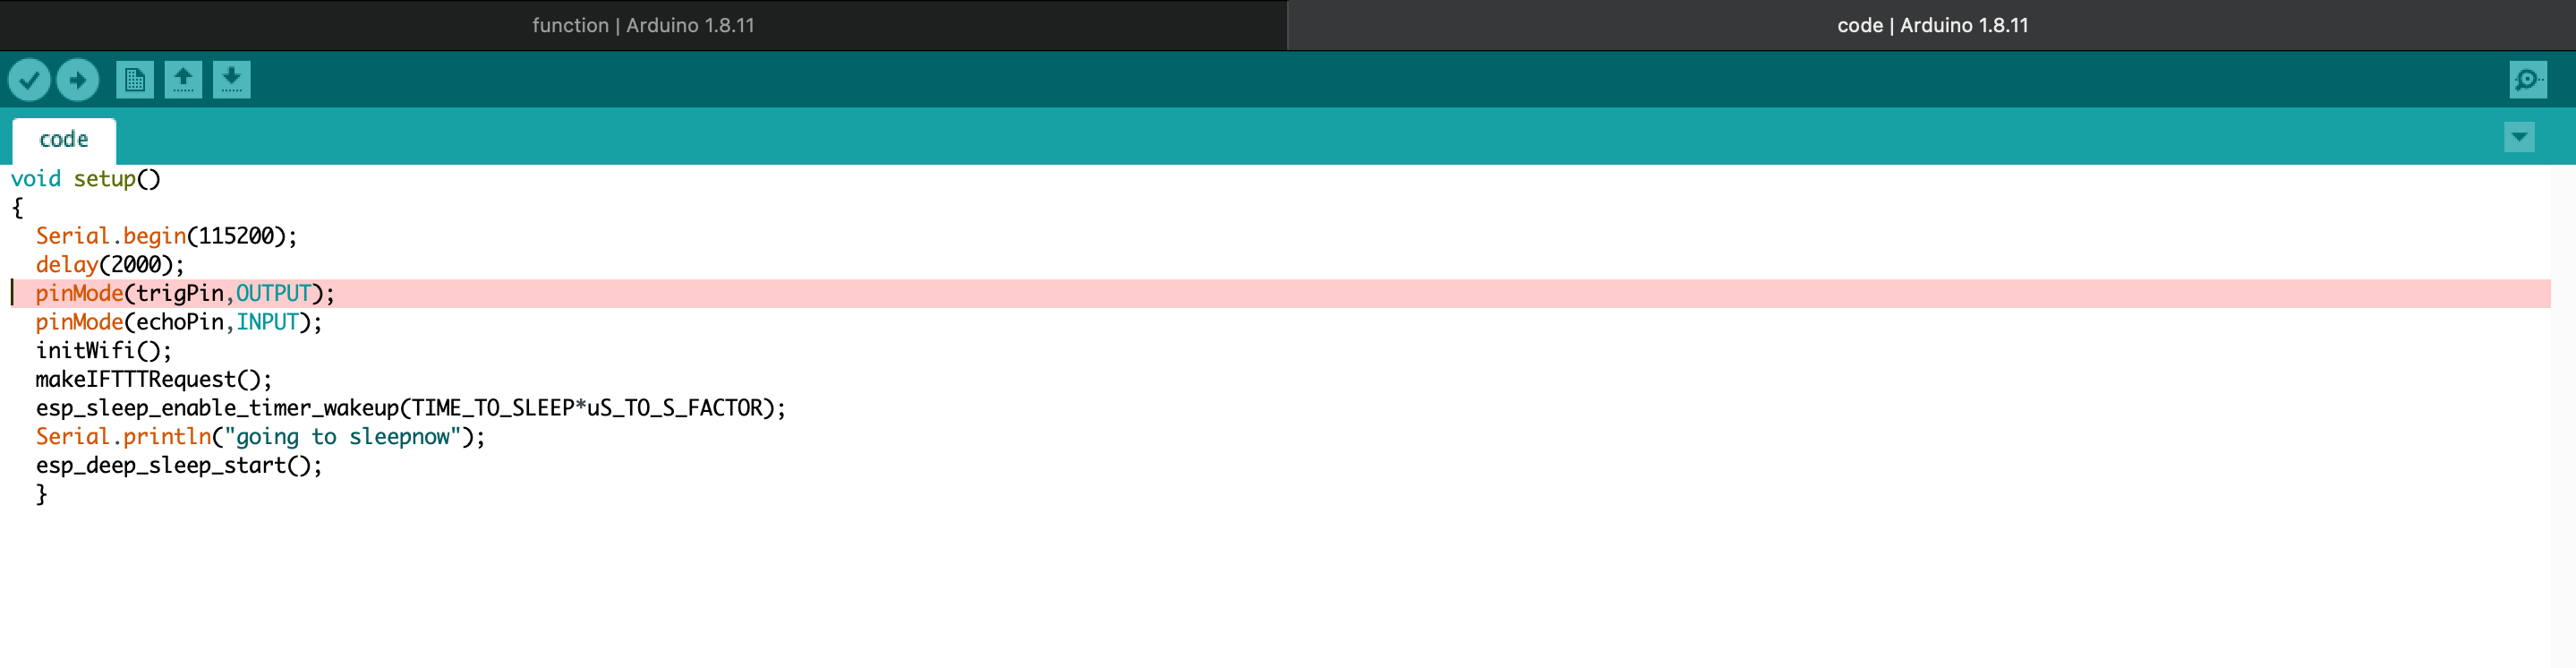 function | Arduino 1.8.11
code | Arduino 1.8.11
code
void setup()
{
  Serial.begin(115200);
  delay(2000);
  pinMode(trigPin,OUTPUT);
  pinMode(echoPin,INPUT);
  initWifi();
  makeIFTTTRequest();
  esp_sleep_enable_timer_wakeup(TIME_TO_SLEEP*uS_TO_S_FACTOR);
  Serial.println("going to sleepnow");
  esp_deep_sleep_start();
  }